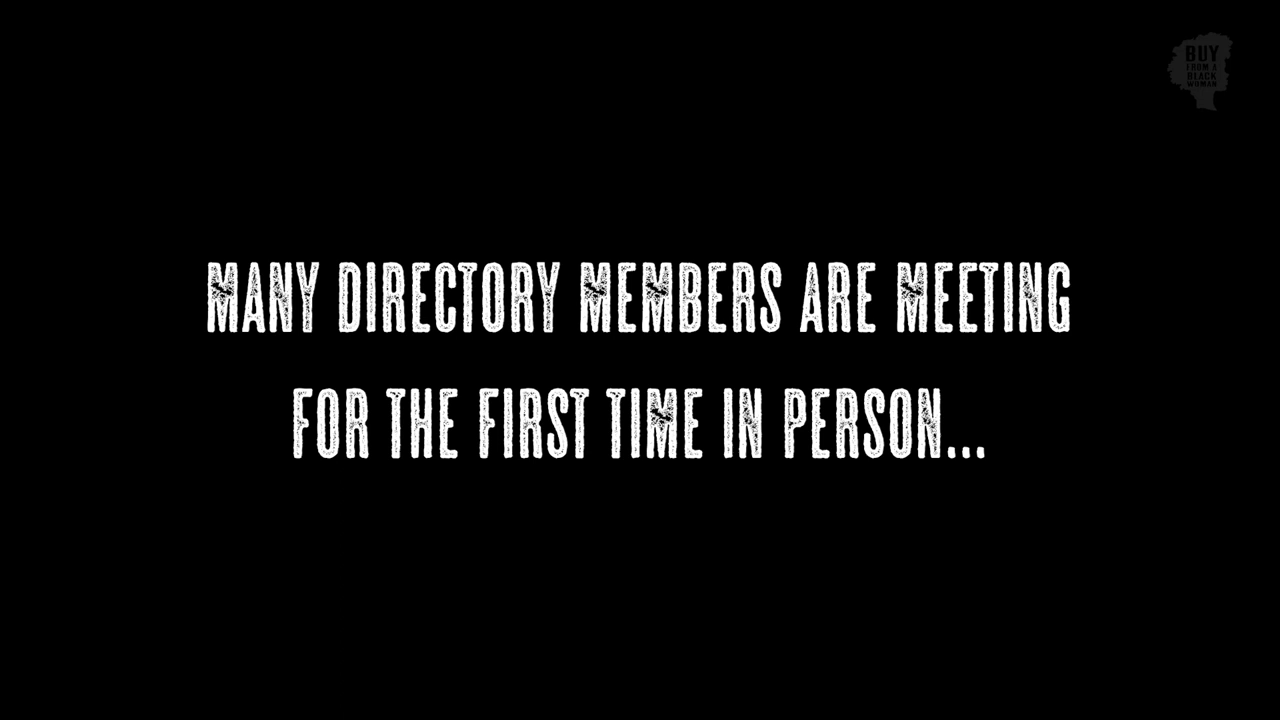 BUY
FROM A
BLACK
WOMAN
MANY DIRECTORY MEMBERS ARE MEETING
FOR THE FIRST TIME IN PERSON...